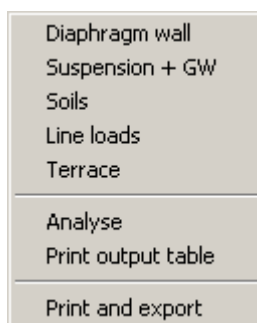 Diaphragm wall
Suspension + GW
Soils
Line loads
Terrace
Analyse
Print output table
Print and export